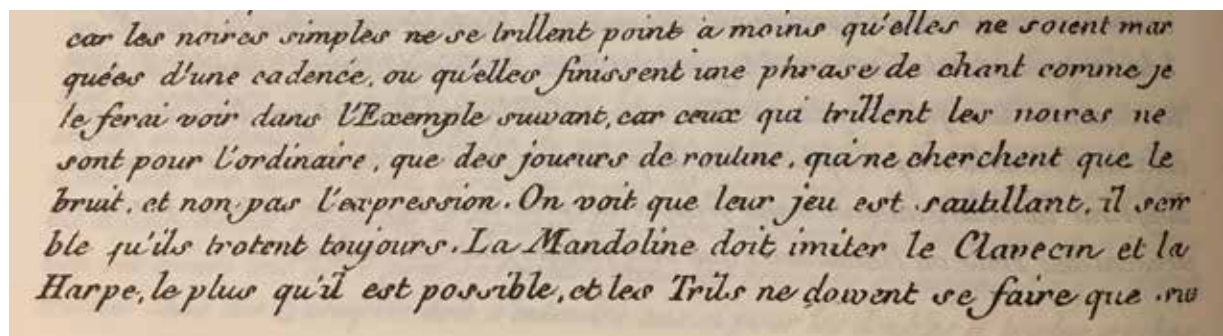 car les noires simples ne se trillent point à moins qu'elles ne soient mar
quées d'une cadence, ou qu'elles finissent une phrase de chant comme je
le ferai voir dans l'Exemple suivant, car ceux qui trillent les noires ne
sont pour l'ordinaire, que des joueurs de routine, qui ne cherchent que le
bruit, et non pas l'expression. On voit que leur jeu est sautillant, il sem
ble qu'ils trotent toujours. La Mandoline doit imiter le Clavecin et la
Harpe, le plus qu'il est possible, et les Trils ne doivent se faire que